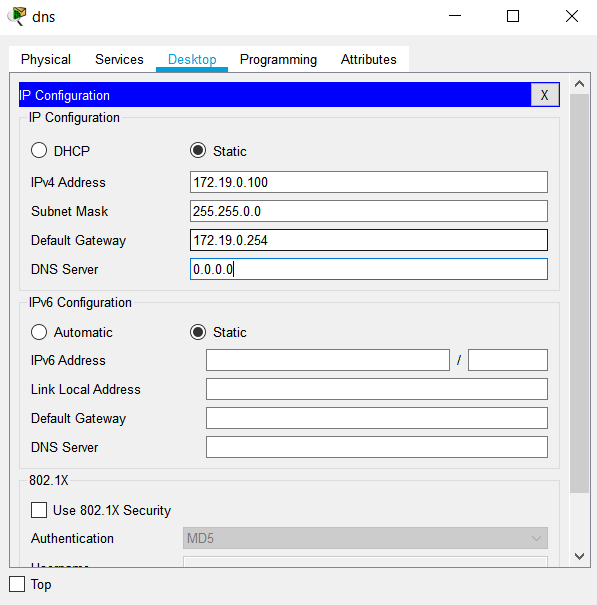 dns
Physical Services Desktop Programming Attributes
IP Configuration X
IP Configuration
DHCP Static
IPv4 Address 172.19.0.100
Subnet Mask 255.255.0.0
Default Gateway 172.19.0.254
DNS Server 0.0.0.0
IPv6 Configuration
Automatic Static
IPv6 Address /
Link Local Address
Default Gateway
DNS Server
802.1X
Use 802.1X Security
Authentication MD5
Username
Top